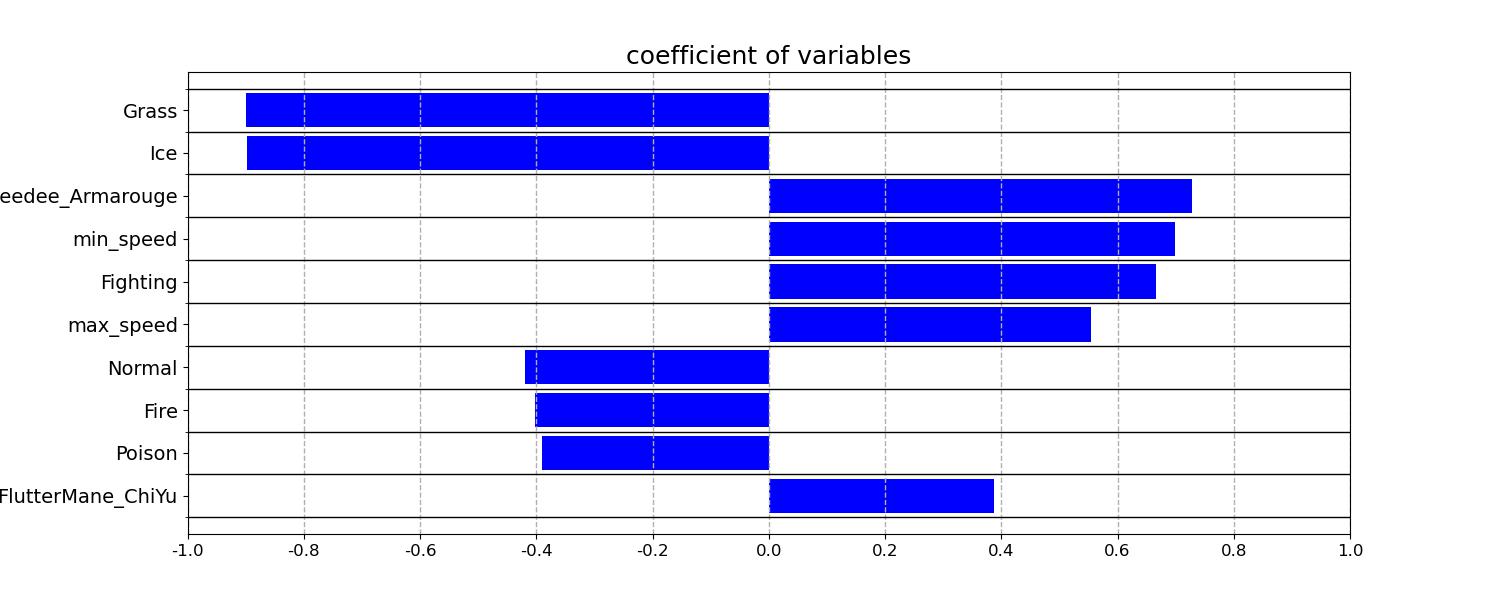 coefficient of variables
Grass
Ice
eedee_Armarouge
min_speed
Fighting
max_speed
Normal
Fire
Poison
FlutterMane_ChiYu
-1.0 -0.8 -0.6 -0.4 -0.2 0.0 0.2 0.4 0.6 0.8 1.0